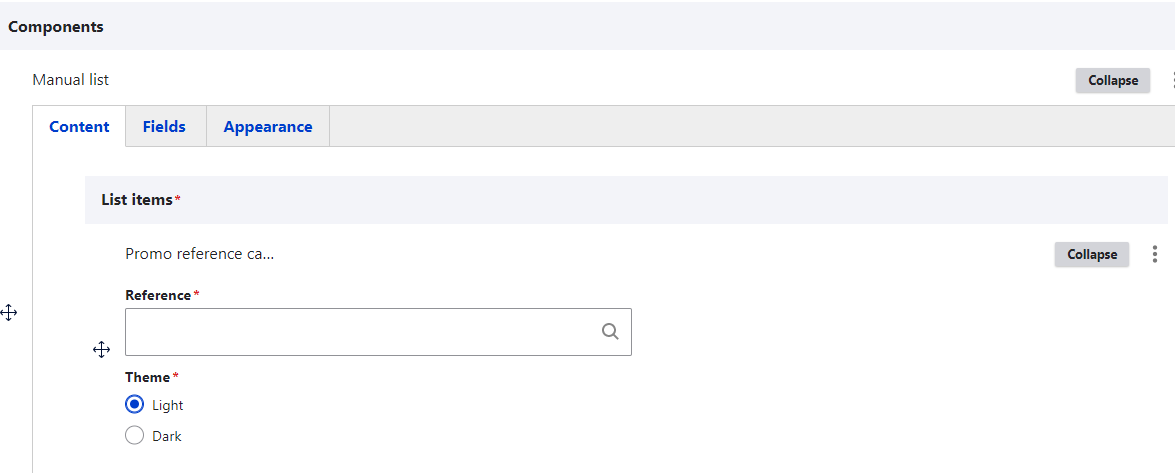 Components
Manual list
Collapse
Content Fields Appearance
List items*
Promo reference ca...
Collapse
Reference*
Theme*
Light
Dark